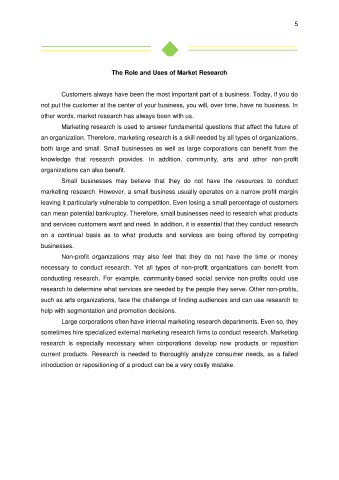 5
The Role and Uses of Market Research
Customers always have been the most important part of a business. Today, if you do
not put the customer at the center of your business, you will, over time, have no business. In
other words, market research has always been with us.
Marketing research is used to answer fundamental questions that affect the future of
an organization. Therefore, marketing research is a skill needed by all types of organizations,
both large and small. Small businesses as well as large corporations can benefit from the
knowledge that research provides. In addition, community, arts and other non-profit
organizations can also benefit.
Small businesses may believe that they do not have the resources to conduct
marketing research. However, a small business usually operates on a narrow profit margin
leaving it particularly vulnerable to competition. Even losing a small percentage of customers
can mean potential bankruptcy. Therefore, small businesses need to research what products
and services customers want and need. In addition, it is essential that they conduct research
on a continual basis as to what products and services are being offered by competing
businesses.
Non-profit organizations may also feel that they do not have the time or money
necessary to conduct research. Yet all types of non-profit organizations can benefit from
conducting research. For example, community-based social service non-profits could use
research to determine what services are needed by the people they serve. Other non-profits,
such as arts organizations, face the challenge of finding audiences and can use research to
help with segmentation and promotion decisions.
Large corporations often have internal marketing research departments. Even so, they
sometimes hire specialized external marketing research firms to conduct research. Marketing
research is especially necessary when corporations develop new products or reposition
current products. Research is needed to thoroughly analyze consumer needs, as a failed
introduction or repositioning of a product can be a very costly mistake.